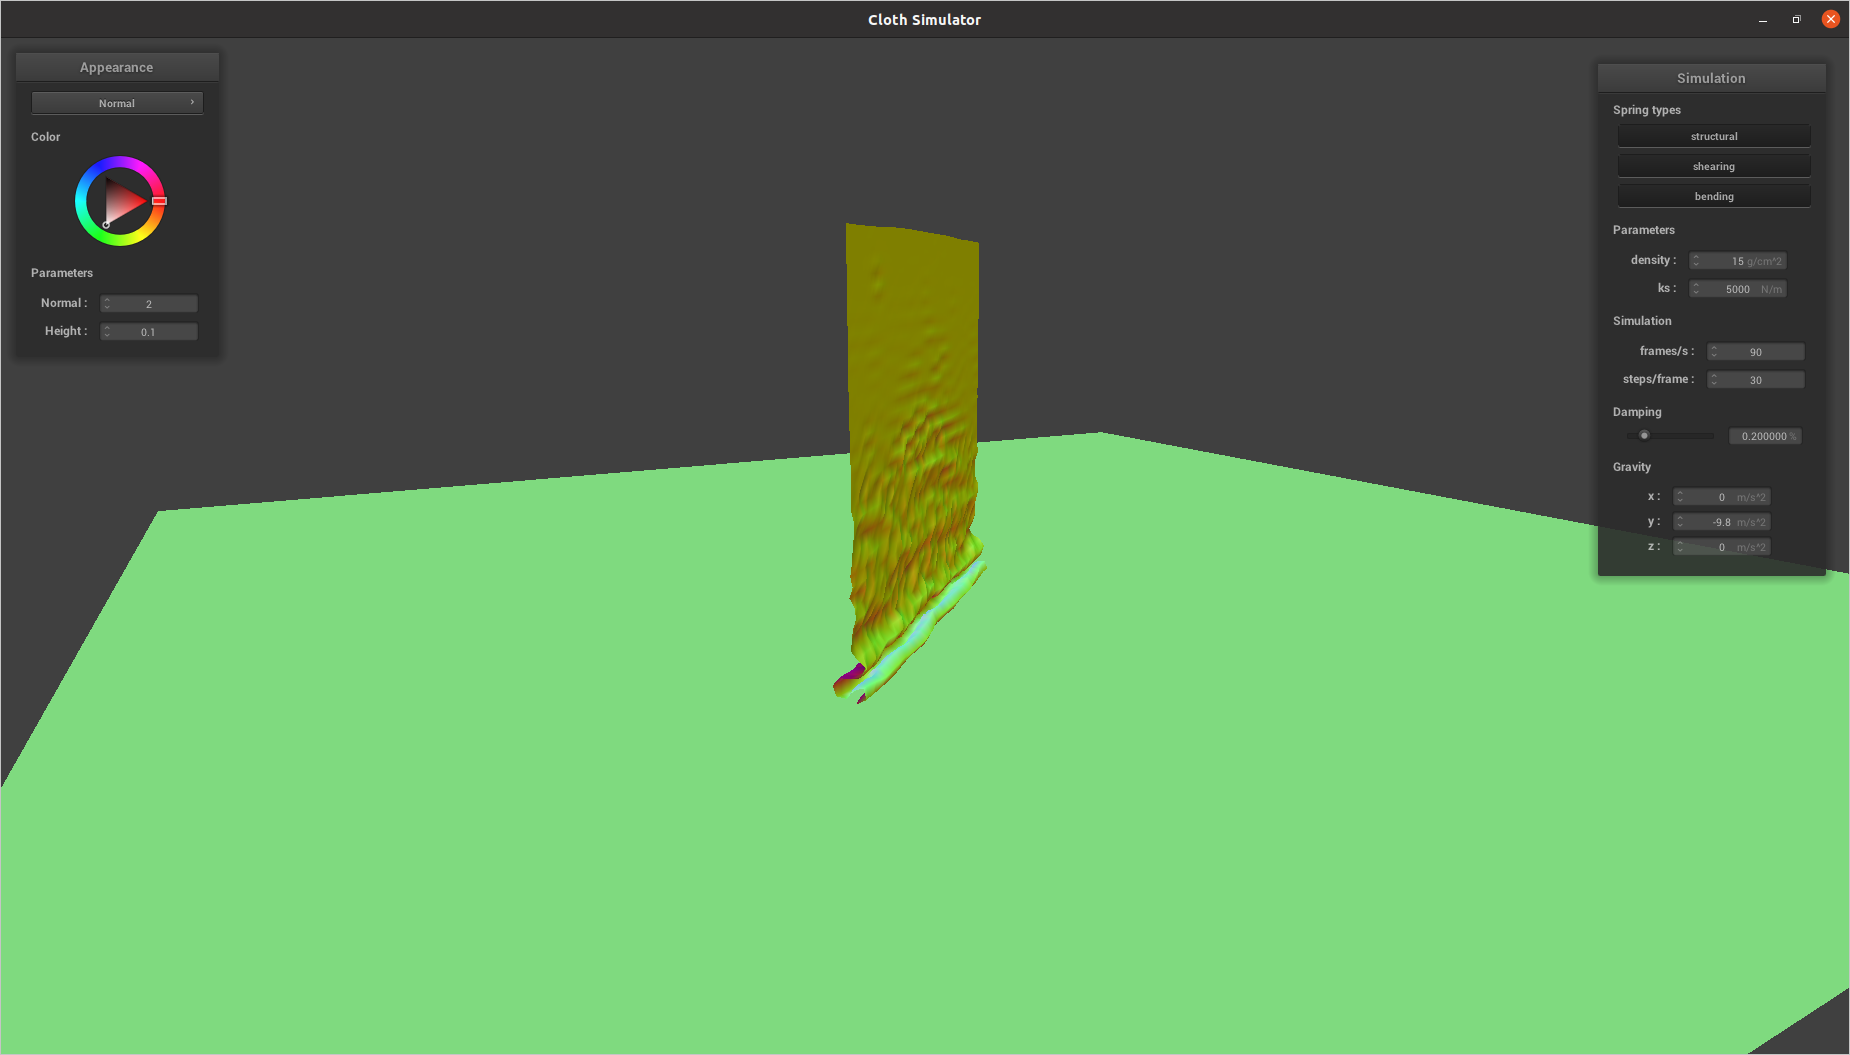 Cloth Simulator
Appearance
Normal
Color
Parameters
Normal : 2
Height : 0.1
Simulation
Spring types
structural
shearing
bending
Parameters
density : 15 g/cm^2
ks : 5000 N/m
Simulation
frames/s : 90
steps/frame : 30
Damping
0.200000 %
Gravity
x : 0 m/s^2
y : -9.8 m/s^2
z : 0 m/s^2